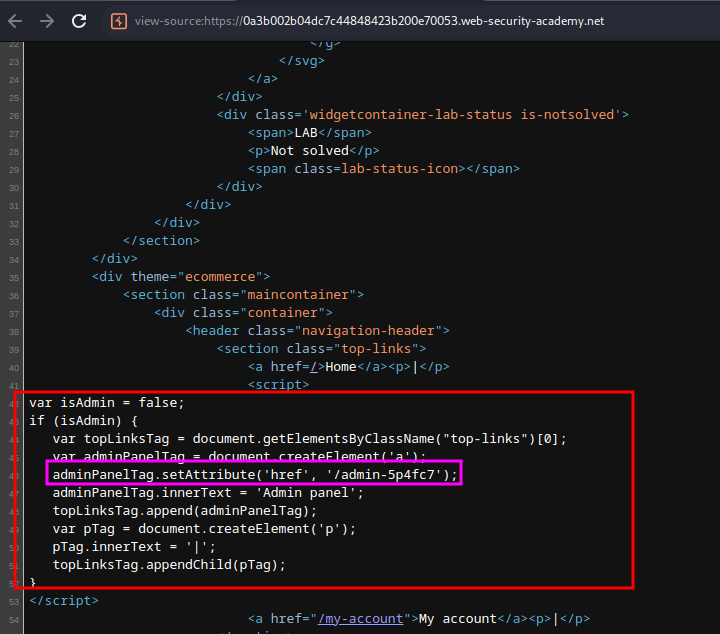 view-source:https://0a3b002b04dc7c44848423b200e70053.web-security-academy.net
22 </g>
23 </svg>
24 </a>
25 </div>
26 <div class='widgetcontainer-lab-status is-notsolved'>
27 <span>LAB</span>
28 <p>Not solved</p>
29 <span class=lab-status-icon></span>
30 </div>
31 </div>
32 </div>
33 </section>
34 </div>
35 <div theme="ecommerce">
36 <section class="maincontainer">
37 <div class="container">
38 <header class="navigation-header">
39 <section class="top-links">
40 <a href=/>Home</a><p>|</p>
41 <script>
42 var isAdmin = false;
43 if (isAdmin) {
44 var topLinksTag = document.getElementsByClassName("top-links")[0];
45 var adminPanelTag = document.createElement('a');
46 adminPanelTag.setAttribute('href', '/admin-5p4fc7');
47 adminPanelTag.innerText = 'Admin panel';
48 topLinksTag.append(adminPanelTag);
49 var pTag = document.createElement('p');
50 pTag.innerText = '|';
51 topLinksTag.appendChild(pTag);
52 }
53 </script>
54 <a href="/my-account">My account</a><p>|</p>